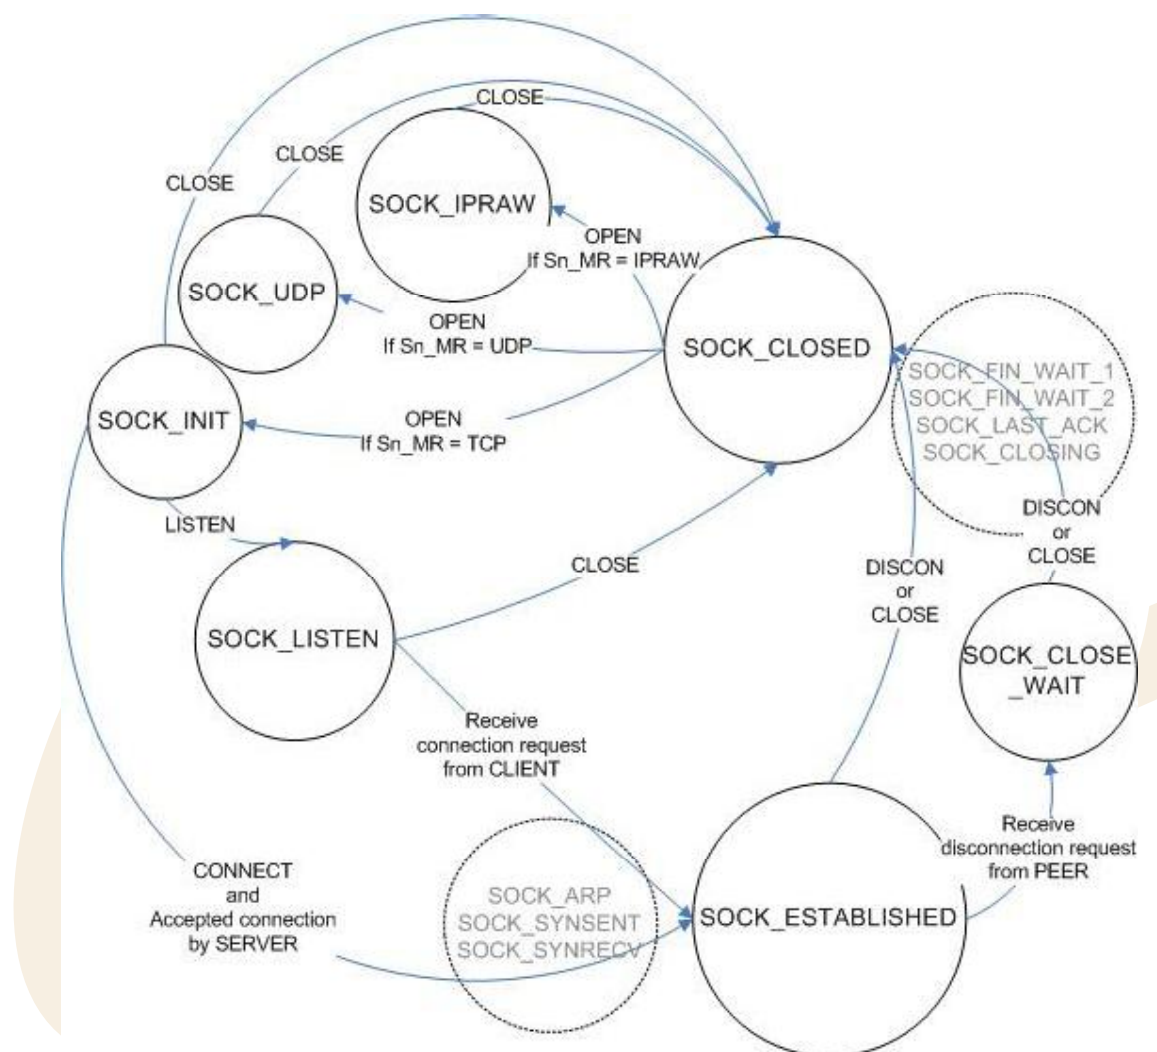 CLOSE
CLOSE
CLOSE
SOCK_IPRAW
OPEN
If Sn_MR = IPRAW
SOCK_UDP
OPEN
If Sn_MR = UDP
SOCK_CLOSED
SOCK_FIN_WAIT_1
SOCK_FIN_WAIT_2
SOCK_LAST_ACK
SOCK_CLOSING
SOCK_INIT
OPEN
If Sn_MR = TCP
LISTEN
DISCON
or
CLOSE
CLOSE
DISCON
or
CLOSE
SOCK_LISTEN
SOCK_CLOSE
_WAIT
Receive
connection request
from CLIENT
Receive
disconnection request
from PEER
CONNECT
and
Accepted connection
by SERVER
SOCK_ARP
SOCK_SYNSENT
SOCK_SYNRECV
SOCK_ESTABLISHED